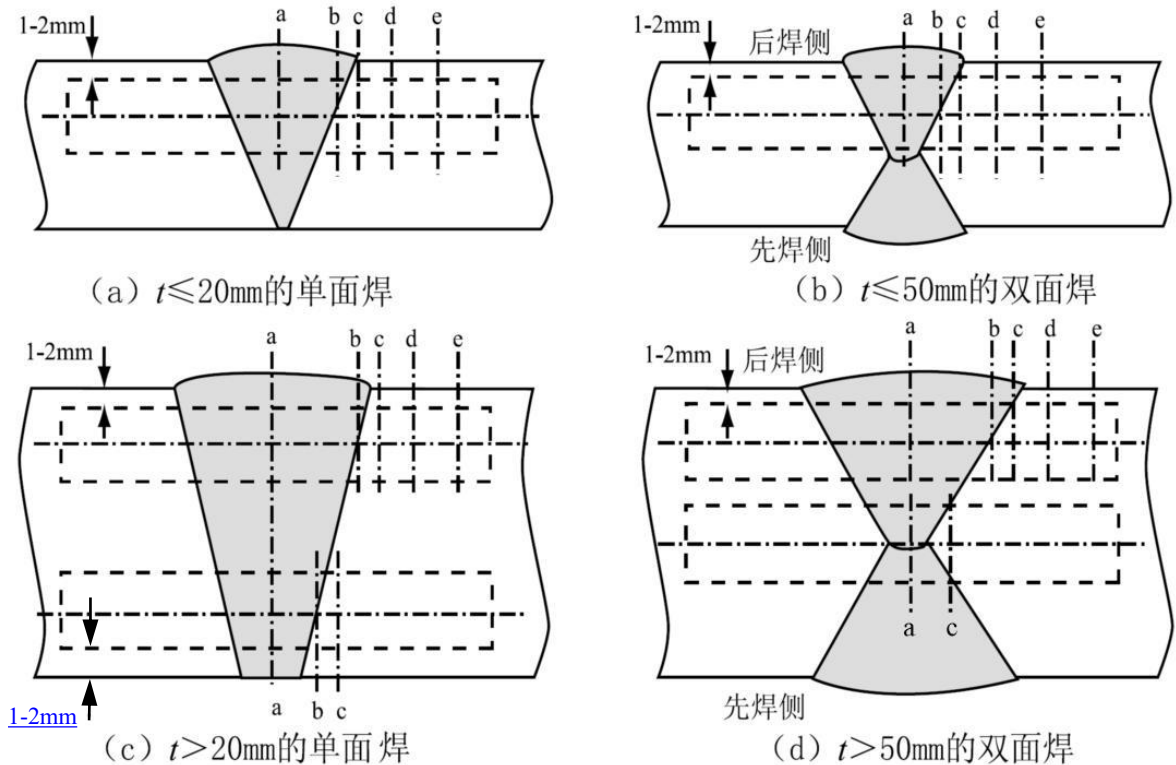 a b c d e
1-2mm
(a) t≤20mm的单面焊
a b c d e
1-2mm
后焊侧
先焊侧
(b) t≤50mm的双面焊
a b c d e
1-2mm
a b c
1-2mm
(c) t>20mm的单面焊
a b c d e
1-2mm
后焊侧
a c
先焊侧
(d) t>50mm的双面焊